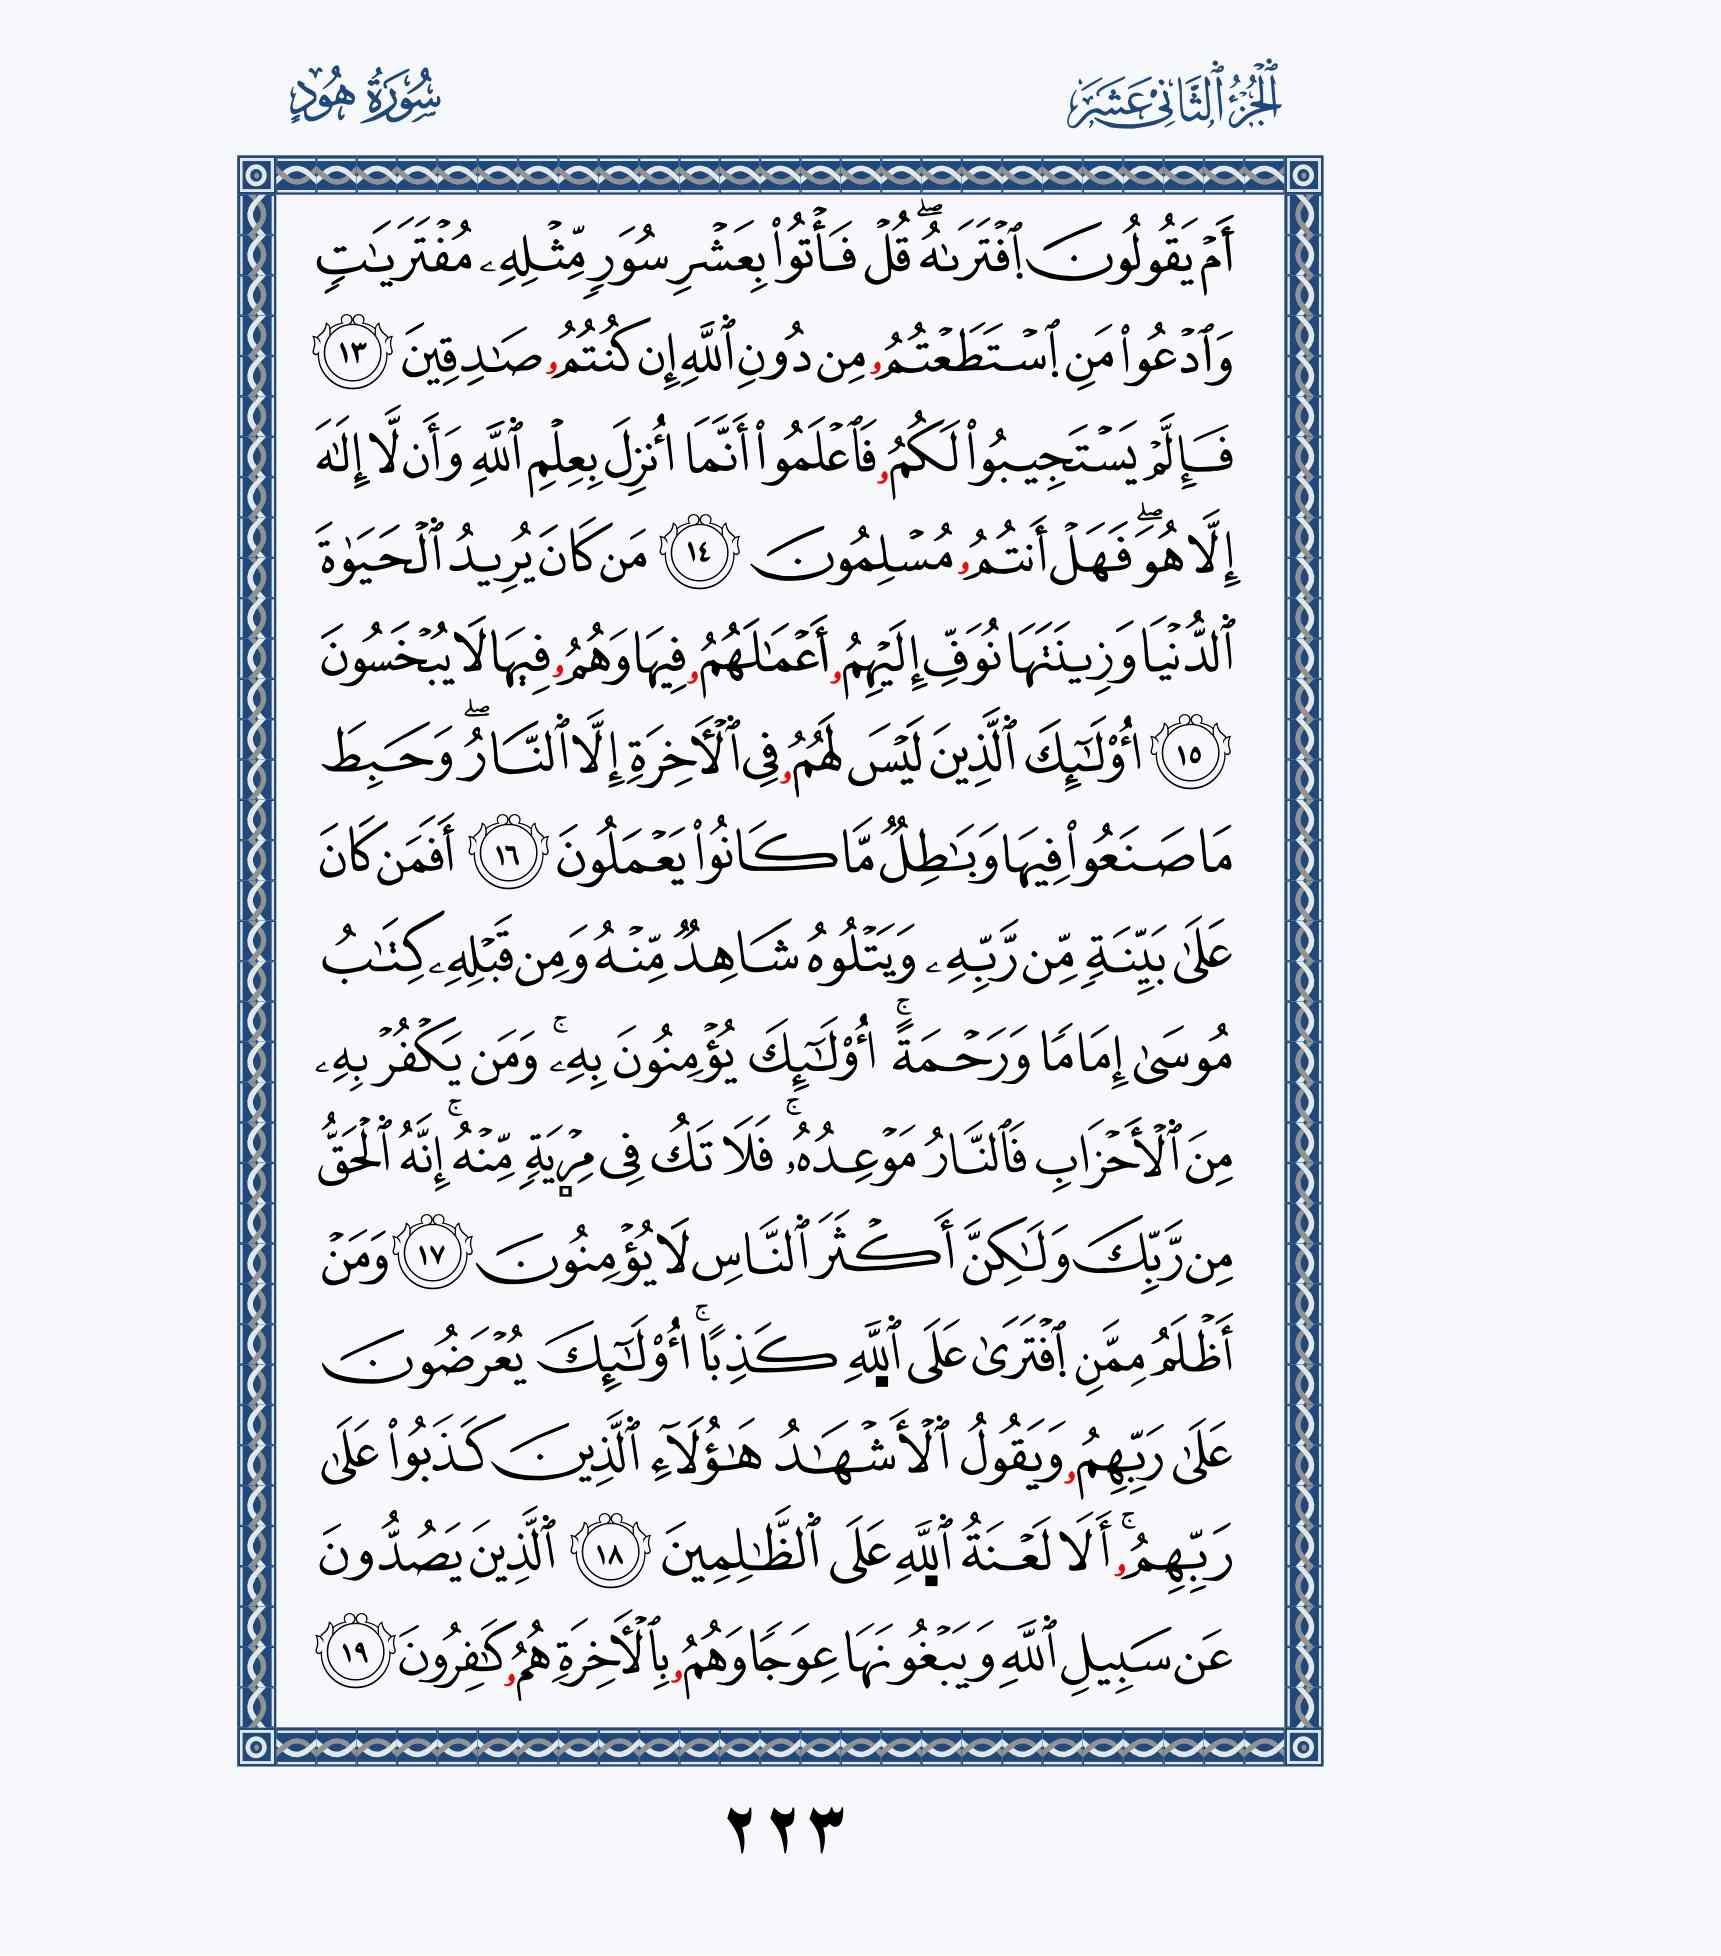 ٱلْجُزْءُ ٱلثَّانِي عَشَرَ
سُورَةُ هُودٍ
أَمْ يَقُولُونَ ٱفْتَرَىٰهُۖ قُلْ فَأْتُوا۟ بِعَشْرِ سُوَرٍۢ مِّثْلِهِۦ مُفْتَرَيَٰتٍۢ
وَٱدْعُوا۟ مَنِ ٱسْتَطَعْتُمُۥ مِن دُونِ ٱللَّهِ إِن كُنتُمُۥ صَٰدِقِينَ ١٣
فَإِلَّمْ يَسْتَجِيبُوا۟ لَكُمُۥ فَٱعْلَمُوا۟ أَنَّمَا أُنزِلَ بِعِلْمِ ٱللَّهِ وَأَن لَّا إِلَٰهَ
إِلَّا هُوَۖ فَهَلْ أَنتُمُۥ مُسْلِمُونَ ١٤ مَن كَانَ يُرِيدُ ٱلْحَيَوٰةَ
ٱلدُّنْيَا وَزِينَتَهَا نُوَفِّ إِلَيْهِمُۥ أَعْمَٰلَهُمُۥ فِيهَا وَهُمُۥ فِيهَا لَا يُبْخَسُونَ
١٥ أُو۟لَٰٓئِكَ ٱلَّذِينَ لَيْسَ لَهُمُۥ فِي ٱلْأَخِرَةِ إِلَّا ٱلنَّارُۖ وَحَبِطَ
مَا صَنَعُوا۟ فِيهَا وَبَٰطِلٌۭ مَّا كَانُوا۟ يَعْمَلُونَ ١٦ أَفَمَن كَانَ
عَلَىٰ بَيِّنَةٍۢ مِّن رَّبِّهِۦ وَيَتْلُوهُ شَاهِدٌۭ مِّنْهُ وَمِن قَبْلِهِۦ كِتَٰبُ
مُوسَىٰ إِمَامًۭا وَرَحْمَةًۚ أُو۟لَٰٓئِكَ يُؤْمِنُونَ بِهِۦۚ وَمَن يَكْفُرْ بِهِۦ
مِنَ ٱلْأَحْزَابِ فَٱلنَّارُ مَوْعِدُهُۥۚ فَلَا تَكُ فِي مِرْيَةٍۢ مِّنْهُۚ إِنَّهُ ٱلْحَقُّ
مِن رَّبِّكَ وَلَٰكِنَّ أَكْثَرَ ٱلنَّاسِ لَا يُؤْمِنُونَ ١٧ وَمَنْ
أَظْلَمُ مِمَّنِ ٱفْتَرَىٰ عَلَى ٱللَّهِ كَذِبًاۚ أُو۟لَٰٓئِكَ يُعْرَضُونَ
عَلَىٰ رَبِّهِمُۥ وَيَقُولُ ٱلْأَشْهَٰدُ هَٰؤُلَآءِ ٱلَّذِينَ كَذَبُوا۟ عَلَىٰ
رَبِّهِمُۥۚ أَلَا لَعْنَةُ ٱللَّهِ عَلَى ٱلظَّٰلِمِينَ ١٨ ٱلَّذِينَ يَصُدُّونَ
عَن سَبِيلِ ٱللَّهِ وَيَبْغُونَهَا عِوَجًۭا وَهُمُۥ بِٱلْأَخِرَةِ هُمُۥ كَٰفِرُونَ ١٩
٢٢٣